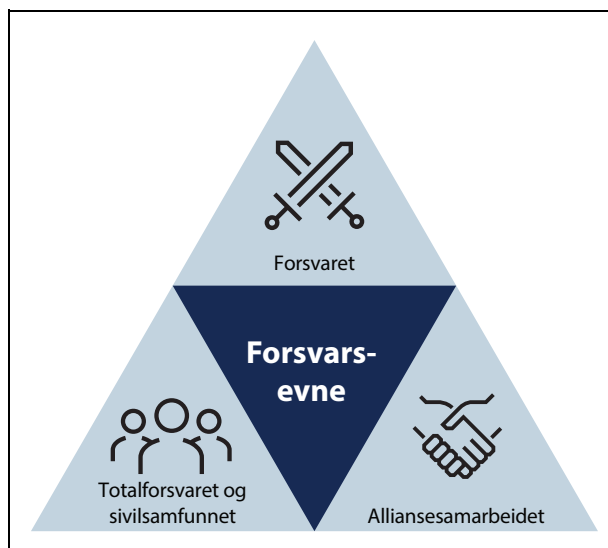 Forsvaret
Forsvars-
evne
Totalforsvaret og
sivilsamfunnet
Alliansesamarbeidet